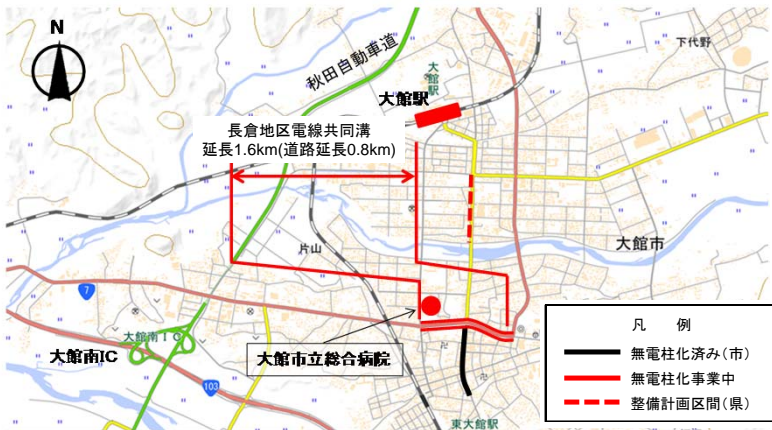 N
秋田自動車道
大館駅
大館駅
下代野
長倉地区電線共同溝
延長1.6km(道路延長0.8km)
片山
大館市
7
大館南IC
大館南IC
大館市立総合病院
103
東大館駅
凡 例
無電柱化済み(市)
無電柱化事業中
整備計画区間(県)